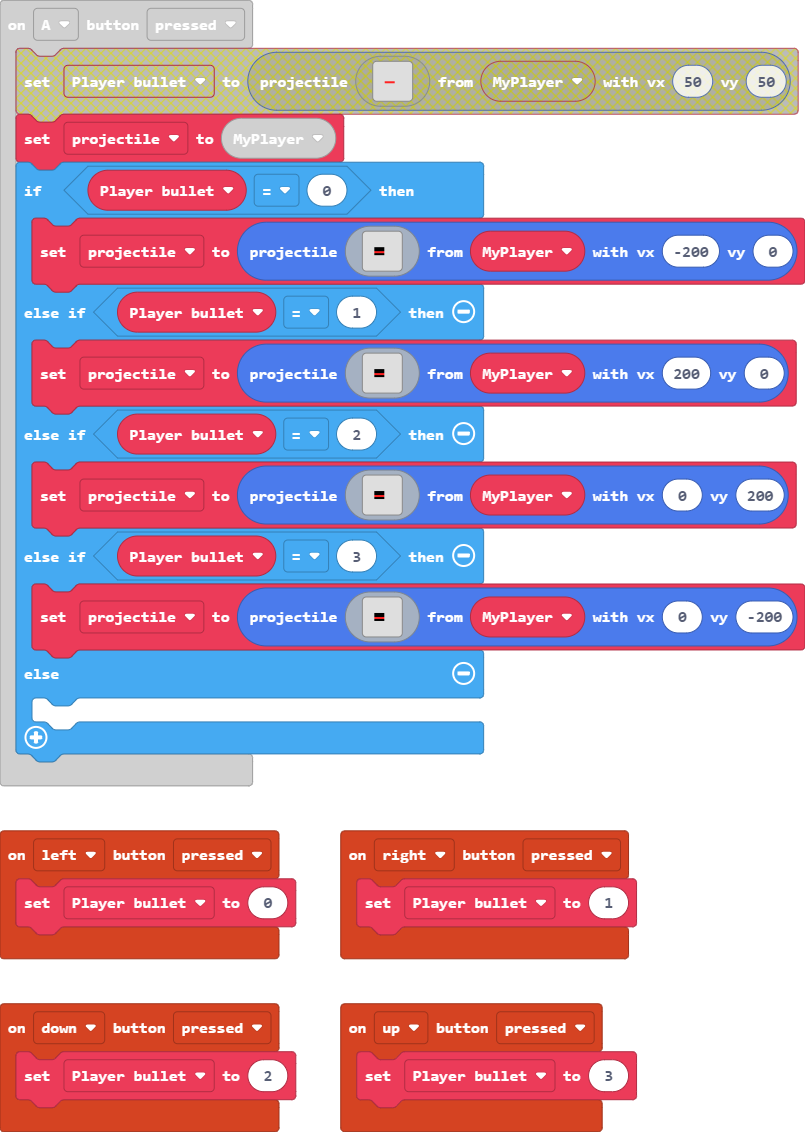 on A button pressed
set Player bullet to projectile from MyPlayer with vx 50 vy 50
set projectile to MyPlayer
if Player bullet = 0 then
set projectile to projectile from MyPlayer with vx -200 vy 0
else if Player bullet = 1 then
set projectile to projectile from MyPlayer with vx 200 vy 0
else if Player bullet = 2 then
set projectile to projectile from MyPlayer with vx 0 vy 200
else if Player bullet = 3 then
set projectile to projectile from MyPlayer with vx 0 vy -200
else
on left button pressed
set Player bullet to 0
on right button pressed
set Player bullet to 1
on down button pressed
set Player bullet to 2
on up button pressed
set Player bullet to 3